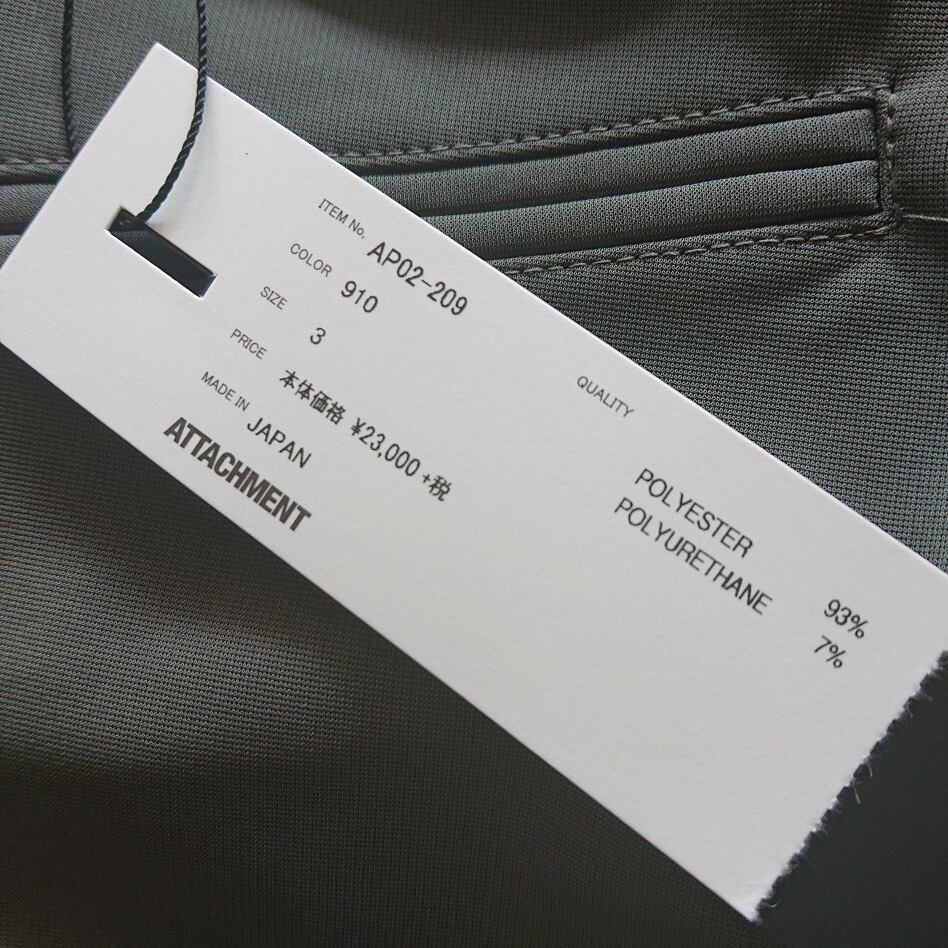 ITEM No. AP02-209
COLOR 910
SIZE 3
PRICE 本体価格 ¥23,000 +税
MADE IN JAPAN
ATTACHMENT
QUALITY
POLYESTER 93%
POLYURETHANE 7%